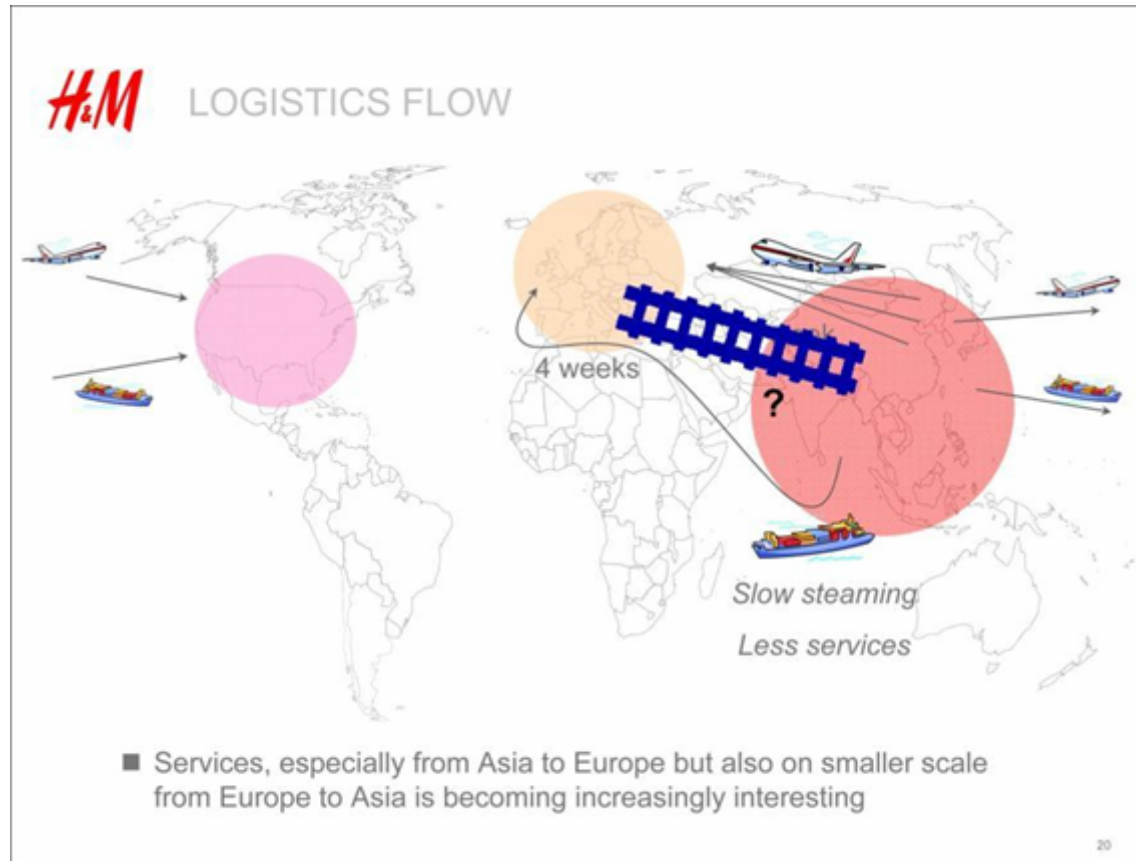 H&M LOGISTICS FLOW
4 weeks
?
Slow steaming
Less services
■ Services, especially from Asia to Europe but also on smaller scale
from Europe to Asia is becoming increasingly interesting
20